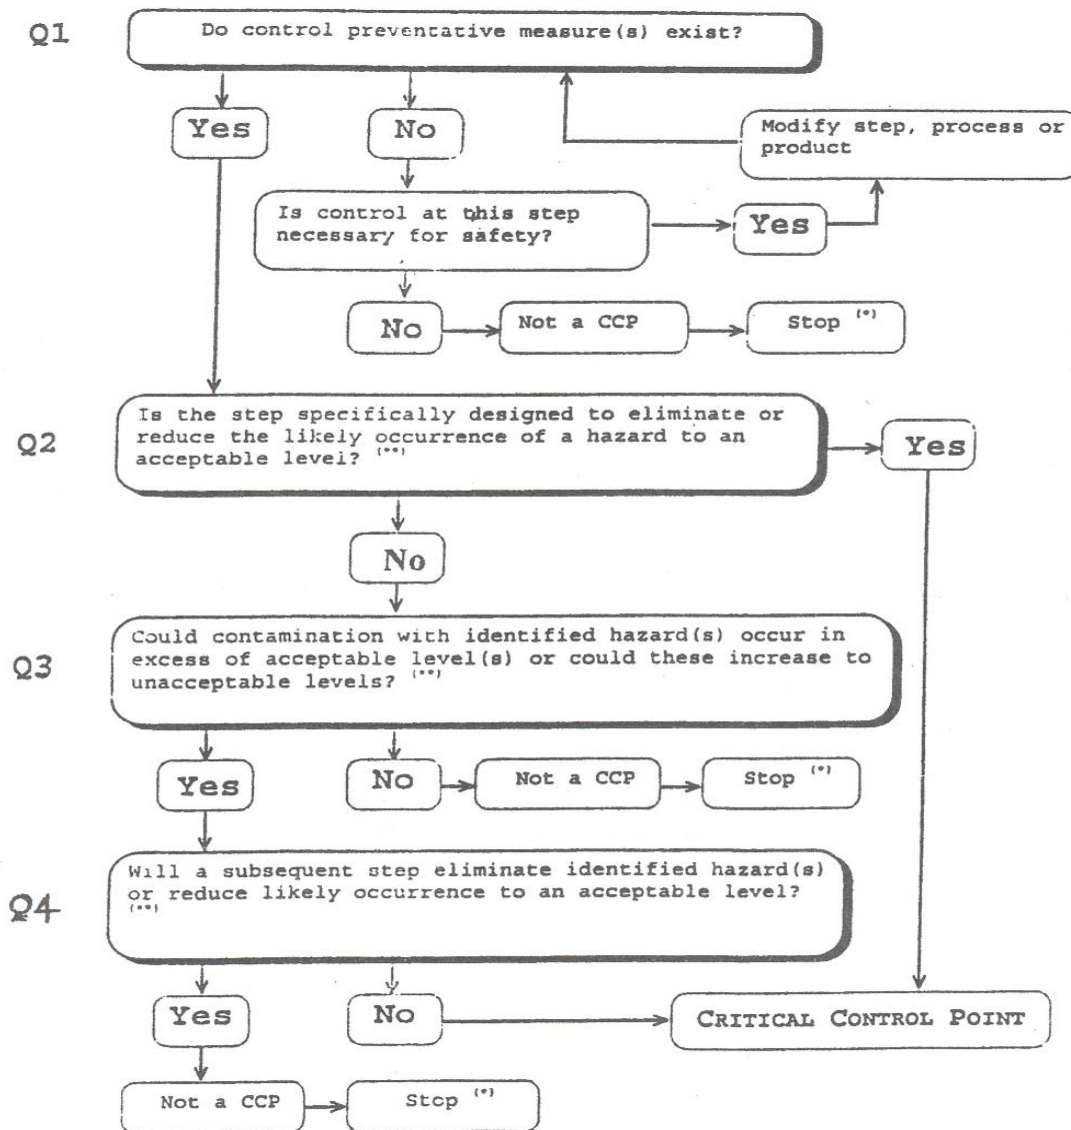 Q1
Do control preventative measure(s) exist?
Yes
No
Modify step, process or
product
Is control at this step
necessary for safety?
Yes
No
Not a CCP
Stop (*)
Q2
Is the step specifically designed to eliminate or
reduce the likely occurrence of a hazard to an
acceptable level? (**)
Yes
No
Q3
Could contamination with identified hazard(s) occur in
excess of acceptable level(s) or could these increase to
unacceptable levels? (**)
Yes
No
Not a CCP
Stop (*)
Q4
Will a subsequent step eliminate identified hazard(s)
or reduce likely occurrence to an acceptable level?
(**)
Yes
No
CRITICAL CONTROL POINT
Not a CCP
Stop (*)